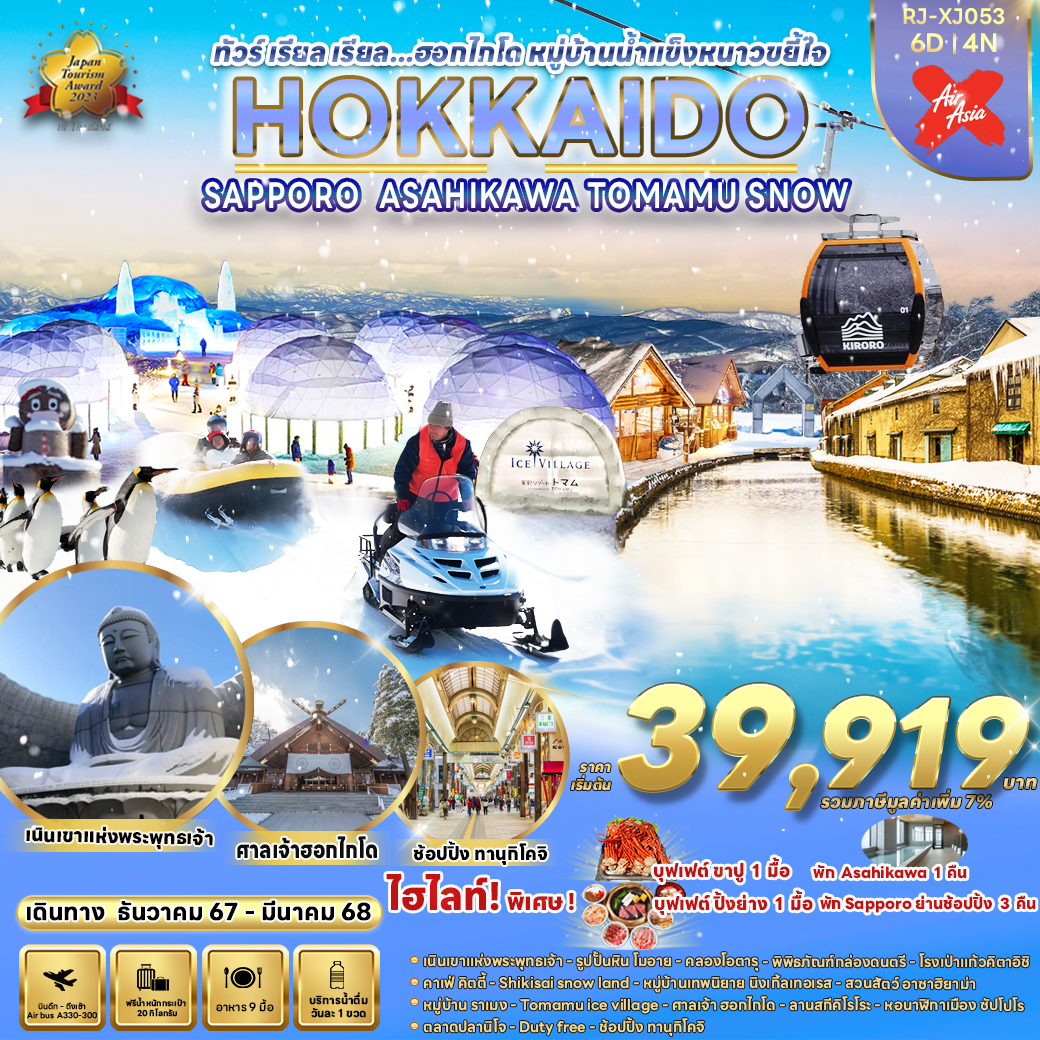 RJ-XJ053
6D | 4N
Air Asia X
Japan
Tourism
Award
2023
in Thailand
ทัวร์ เรียล เรียล...ฮอกไกโด หมู่บ้านน้ำแข็งหนาวขยี้ใจ
HOKKAIDO
SAPPORO ASAHIKAWA TOMAMU SNOW
01
KIRORO
ICE VILLAGE
星野リゾート トマム
TOMAMU
ราคา
เริ่มต้น
39,919 บาท
รวมภาษีมูลค่าเพิ่ม 7%
เนินเขาแห่งพระพุทธเจ้า
ศาลเจ้าฮอกไกโด
ช้อปปิ้ง ทานุกิโคจิ
ไฮไลท์! พิเศษ !
บุฟเฟต์ ขาปู 1 มื้อ
พัก Asahikawa 1 คืน
บุฟเฟต์ ปิ้งย่าง 1 มื้อ
พัก Sapporo ย่านช้อปปิ้ง 3 คืน
เดินทาง ธันวาคม 67 - มีนาคม 68
บินดึก - ถึงเช้า
Air bus A330-300
ฟรีน้ำหนักกระเป๋า
20 กิโลกรัม
อาหาร 9 มื้อ
บริการน้ำดื่ม
วันละ 1 ขวด
• เนินเขาแห่งพระพุทธเจ้า - รูปปั้นหิน โมอาย - คลองโอตารุ - พิพิธภัณฑ์กล่องดนตรี - โรงเป่าแก้วคิตาอิชิ
• คาเฟ่ คิตตี้ - Shikisai snow land - หมู่บ้านเทพนิยาย นิงเกิ้ลเทอเรส - สวนสัตว์ อาซาฮิยาม่า
• หมู่บ้าน ราเมง - Tomamu ice village - ศาลเจ้า ฮอกไกโด - ลานสกีคิโรโระ - หอนาฬิกาเมือง ซัปโปโร
• ตลาดปลานิโจ - Duty free - ช้อปปิ้ง ทานุกิโคจิ